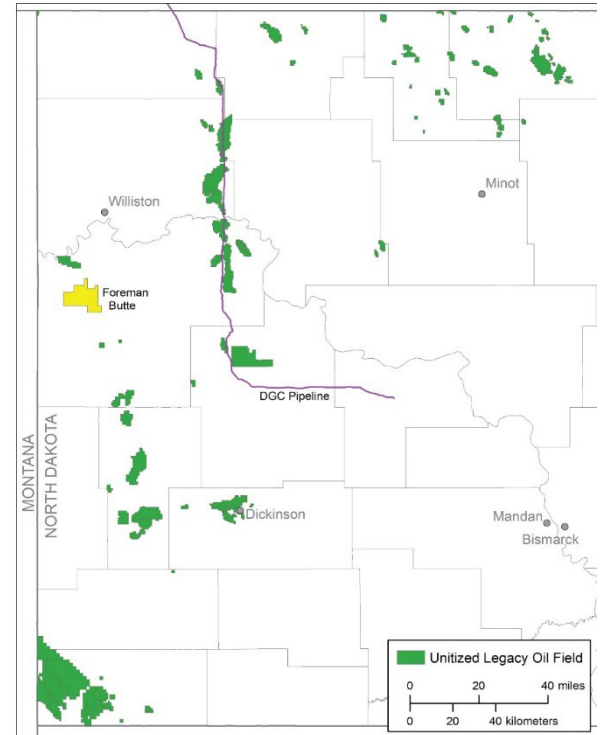 Williston
Minot
Foreman
Butte
DGC Pipeline
MONTANA
NORTH DAKOTA
Dickinson
Mandan
Bismarck
Unitized Legacy Oil Field
0 20 40 miles
0 20 40 kilometers